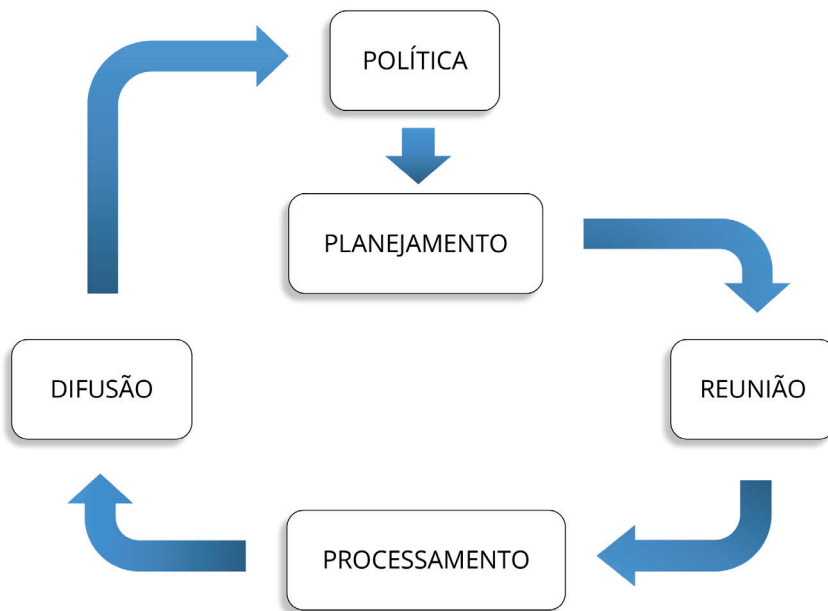 POLÍTICA
PLANEJAMENTO
REUNIÃO
PROCESSAMENTO
DIFUSÃO